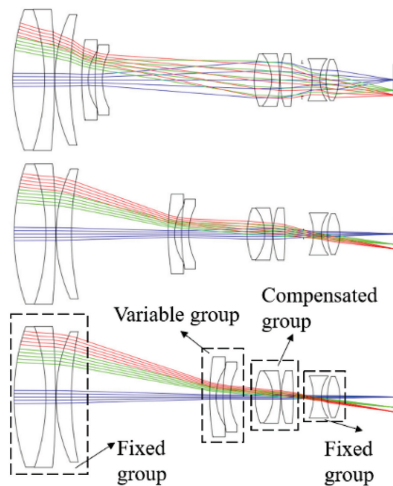 Compensated
group
Variable group
Fixed
group
Fixed
group